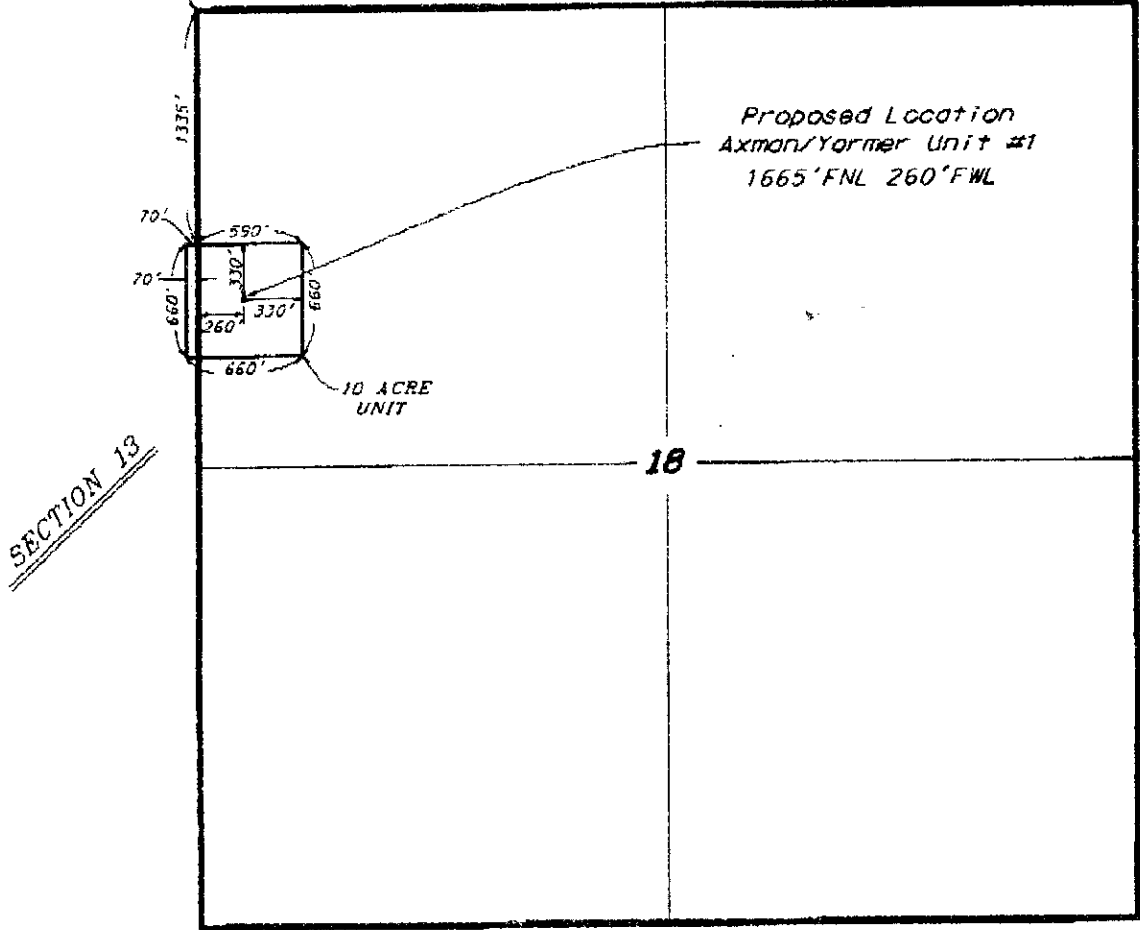 1335'
Proposed Location
Axman/Yarmer Unit #1
1665'FNL 260'FWL
70'
590'
330'
70'
660'
660'
260'
330'
660'
10 ACRE
UNIT
18
SECTION 13